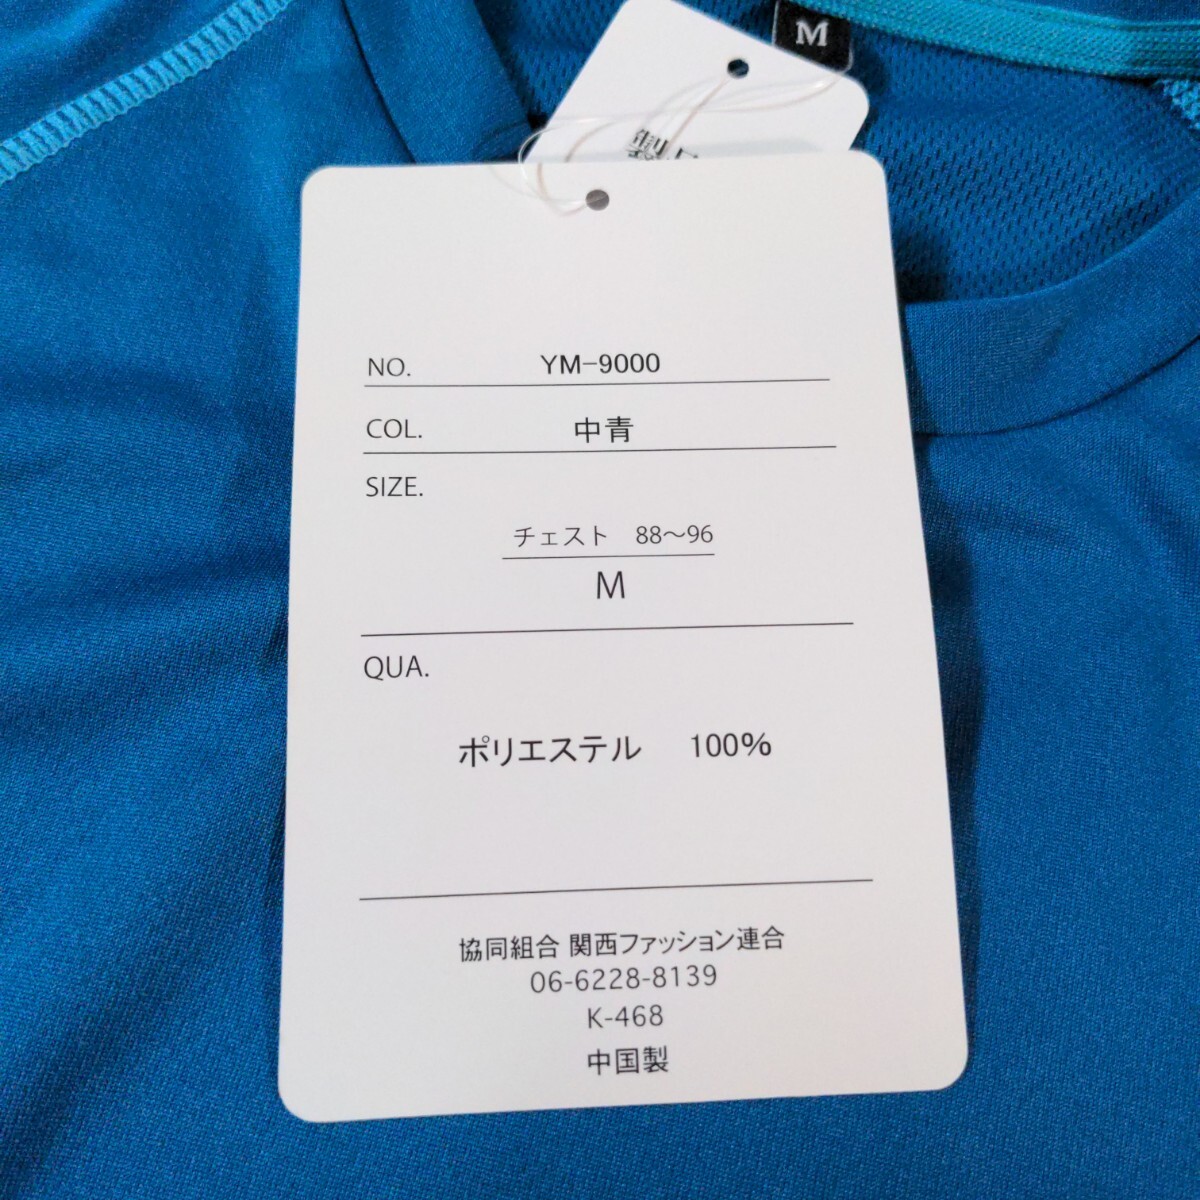 M
NO. YM-9000
COL. 中青
SIZE.
チェスト 88～96
M
QUA.
ポリエステル 100%
協同組合 関西ファッション連合
06-6228-8139
K-468
中国製